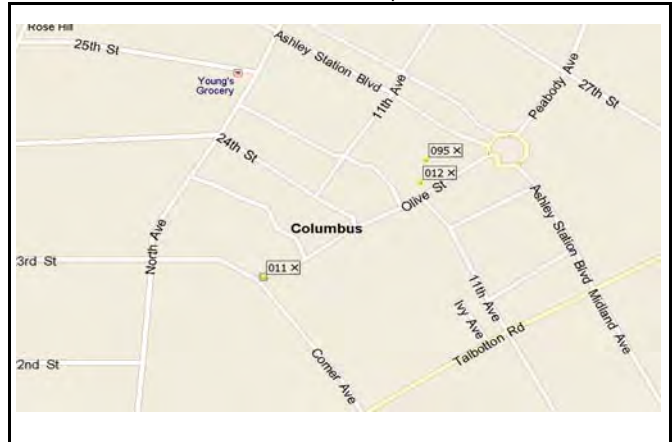 Rose Hill
25th St
Ashley Station Blvd
11th Ave
Peabody Ave
27th St
Young's
Grocery
24th St
095 ×
012 ×
Olive St
Columbus
North Ave
3rd St
011 ×
Ashley Station Blvd Midland Ave
11th Ave
Ivy Ave
Talbotton Rd
2nd St
Comer Ave